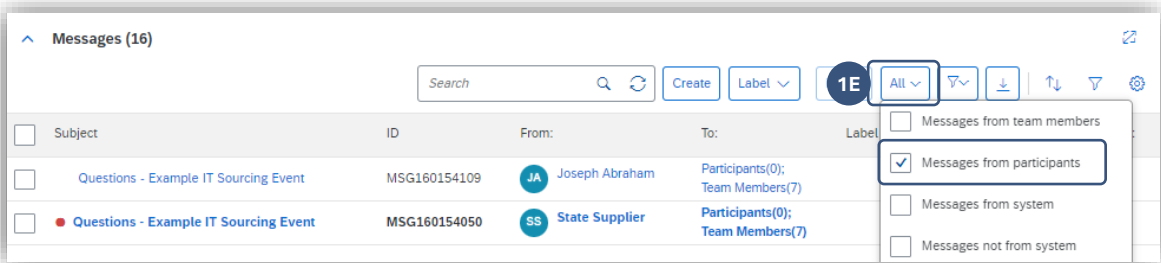 Messages (16)
Search
Create
Label
1E
All
Messages from team members
Messages from participants
Messages from system
Messages not from system
Subject ID From: To: Label
Questions - Example IT Sourcing Event MSG160154109 JA Joseph Abraham Participants(0);
Team Members(7)
Questions - Example IT Sourcing Event MSG160154050 SS State Supplier Participants(0);
Team Members(7)